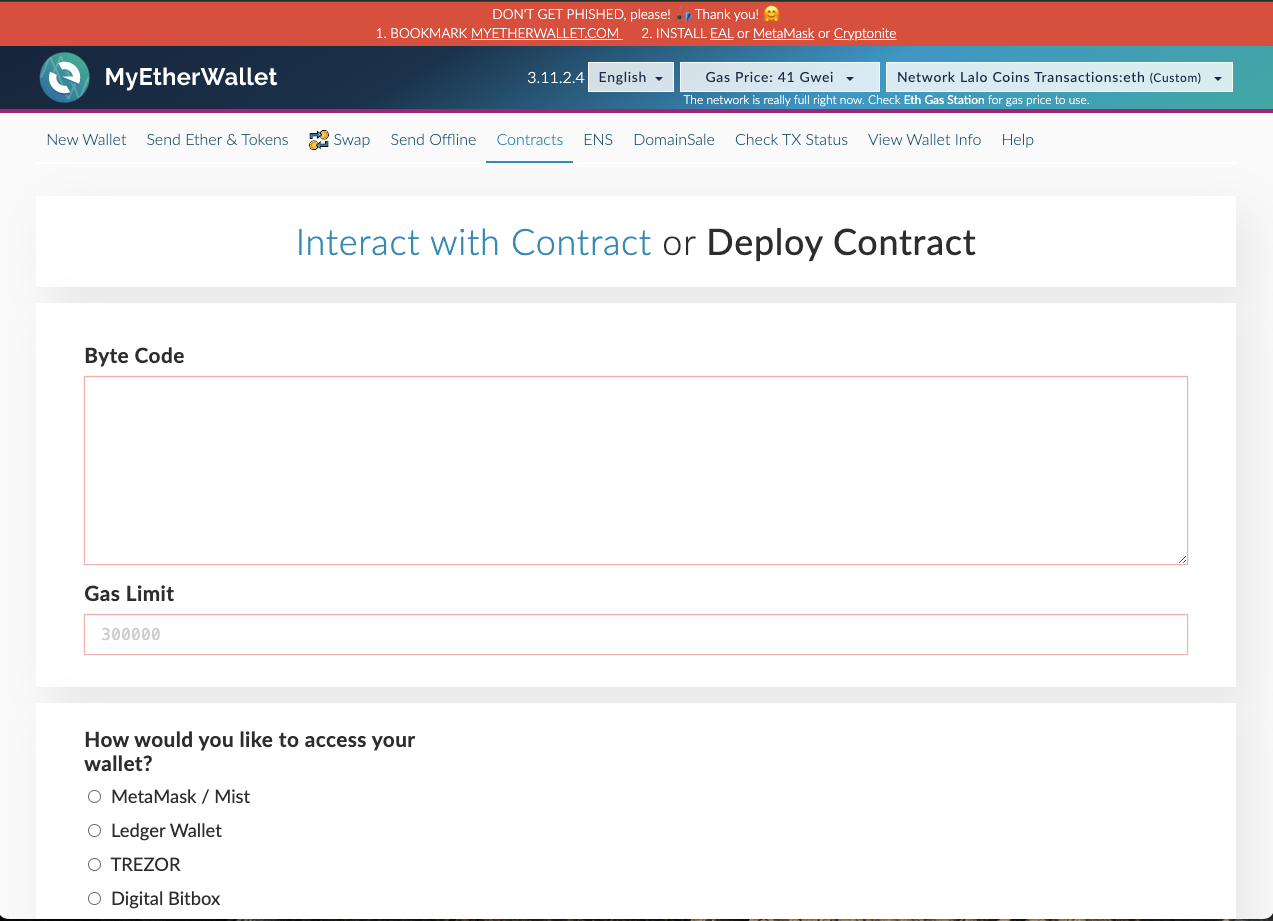 DON'T GET PHISHED, please! 🎣 Thank you! 🤗
1. BOOKMARK MYETHERWALLET.COM 2. INSTALL EAL or MetaMask or Cryptonite
MyEtherWallet 3.11.2.4 English Gas Price: 41 Gwei Network Lalo Coins Transactions:eth (Custom)
The network is really full right now. Check Eth Gas Station for gas price to use.
New Wallet Send Ether & Tokens Swap Send Offline Contracts ENS DomainSale Check TX Status View Wallet Info Help
Interact with Contract or Deploy Contract
Byte Code
Gas Limit
300000
How would you like to access your
wallet?
MetaMask / Mist
Ledger Wallet
TREZOR
Digital Bitbox